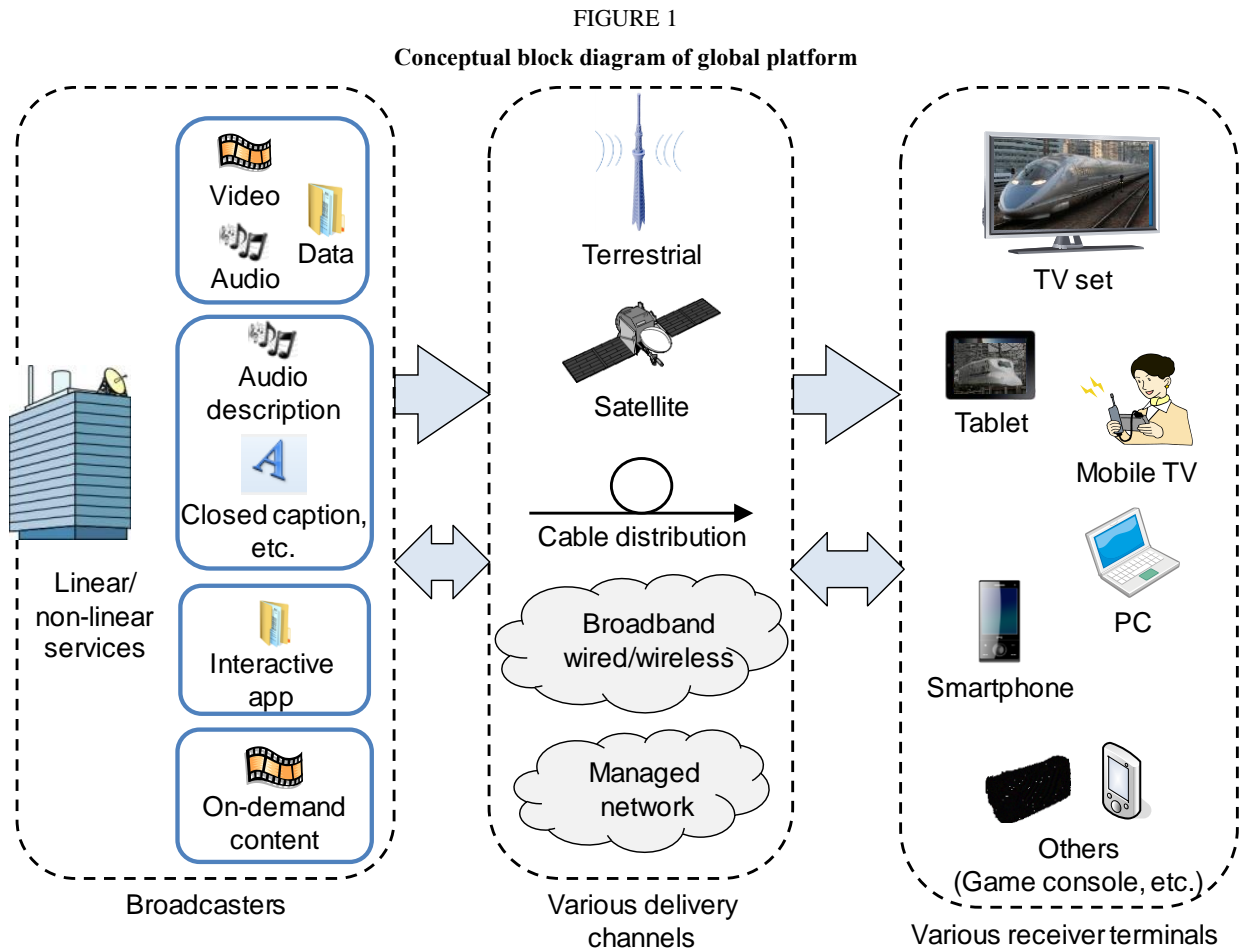 FIGURE 1
Conceptual block diagram of global platform
Video
Data
Audio
Audio
description
Closed caption,
etc.
Linear/
non-linear
services
Interactive
app
On-demand
content
Broadcasters
Terrestrial
Satellite
Cable distribution
Broadband
wired/wireless
Managed
network
Various delivery
channels
TV set
Tablet
Mobile TV
PC
Smartphone
Others
(Game console, etc.)
Various receiver terminals